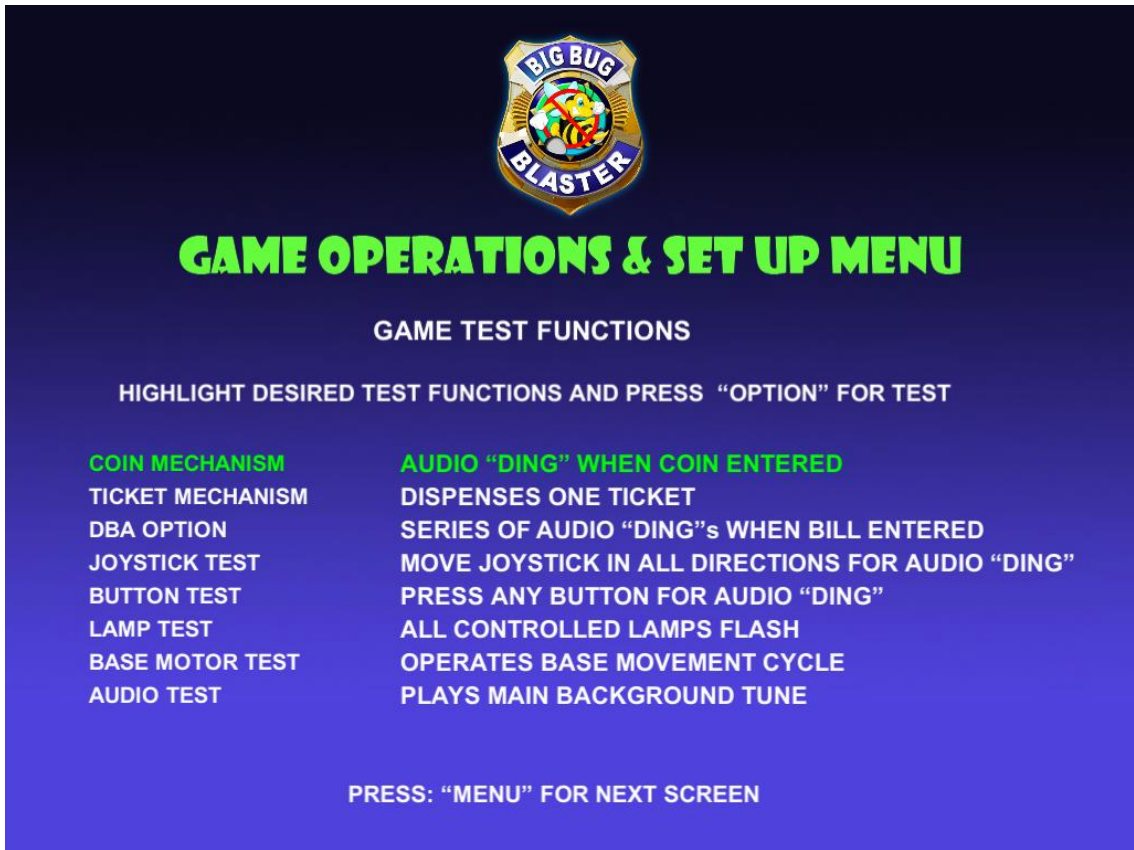 BIG BUG
BLASTER
GAME OPERATIONS & SET UP MENU
GAME TEST FUNCTIONS
HIGHLIGHT DESIRED TEST FUNCTIONS AND PRESS “OPTION” FOR TEST
COIN MECHANISM AUDIO “DING” WHEN COIN ENTERED
TICKET MECHANISM DISPENSES ONE TICKET
DBA OPTION SERIES OF AUDIO “DING”s WHEN BILL ENTERED
JOYSTICK TEST MOVE JOYSTICK IN ALL DIRECTIONS FOR AUDIO “DING”
BUTTON TEST PRESS ANY BUTTON FOR AUDIO “DING”
LAMP TEST ALL CONTROLLED LAMPS FLASH
BASE MOTOR TEST OPERATES BASE MOVEMENT CYCLE
AUDIO TEST PLAYS MAIN BACKGROUND TUNE
PRESS: “MENU” FOR NEXT SCREEN